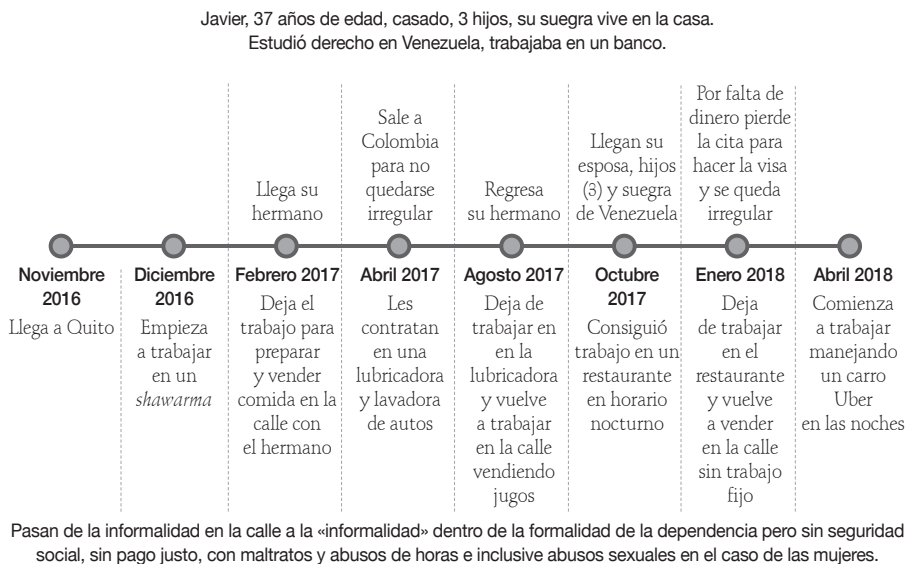 Javier, 37 años de edad, casado, 3 hijos, su suegra vive en la casa.
Estudió derecho en Venezuela, trabajaba en un banco.
Llega su
hermano
Sale a
Colombia
para no
quedarse
irregular
Regresa
su hermano
Llegan su
esposa, hijos
(3) y suegra
de Venezuela
Por falta de
dinero pierde
la cita para
hacer la visa
y se queda
irregular
Noviembre
2016
Llega a Quito
Diciembre
2016
Empieza
a trabajar
en un
shawarma
Febrero 2017
Deja el
trabajo para
preparar
y vender
comida en la
calle con
el hermano
Abril 2017
Les
contratan
en una
lubricadora
y lavadora
de autos
Agosto 2017
Deja de
trabajar en
en la
lubricadora
y vuelve
a trabajar
en la calle
vendiendo
jugos
Octubre
2017
Consiguió
trabajo en un
restaurante
en horario
nocturno
Enero 2018
Deja
de trabajar
en el
restaurante
y vuelve
a vender
en la calle
sin trabajo
fijo
Abril 2018
Comienza
a trabajar
manejando
un carro
Uber
en las noches
Pasan de la informalidad en la calle a la «informalidad» dentro de la formalidad de la dependencia pero sin seguridad
social, sin pago justo, con maltratos y abusos de horas e inclusive abusos sexuales en el caso de las mujeres.